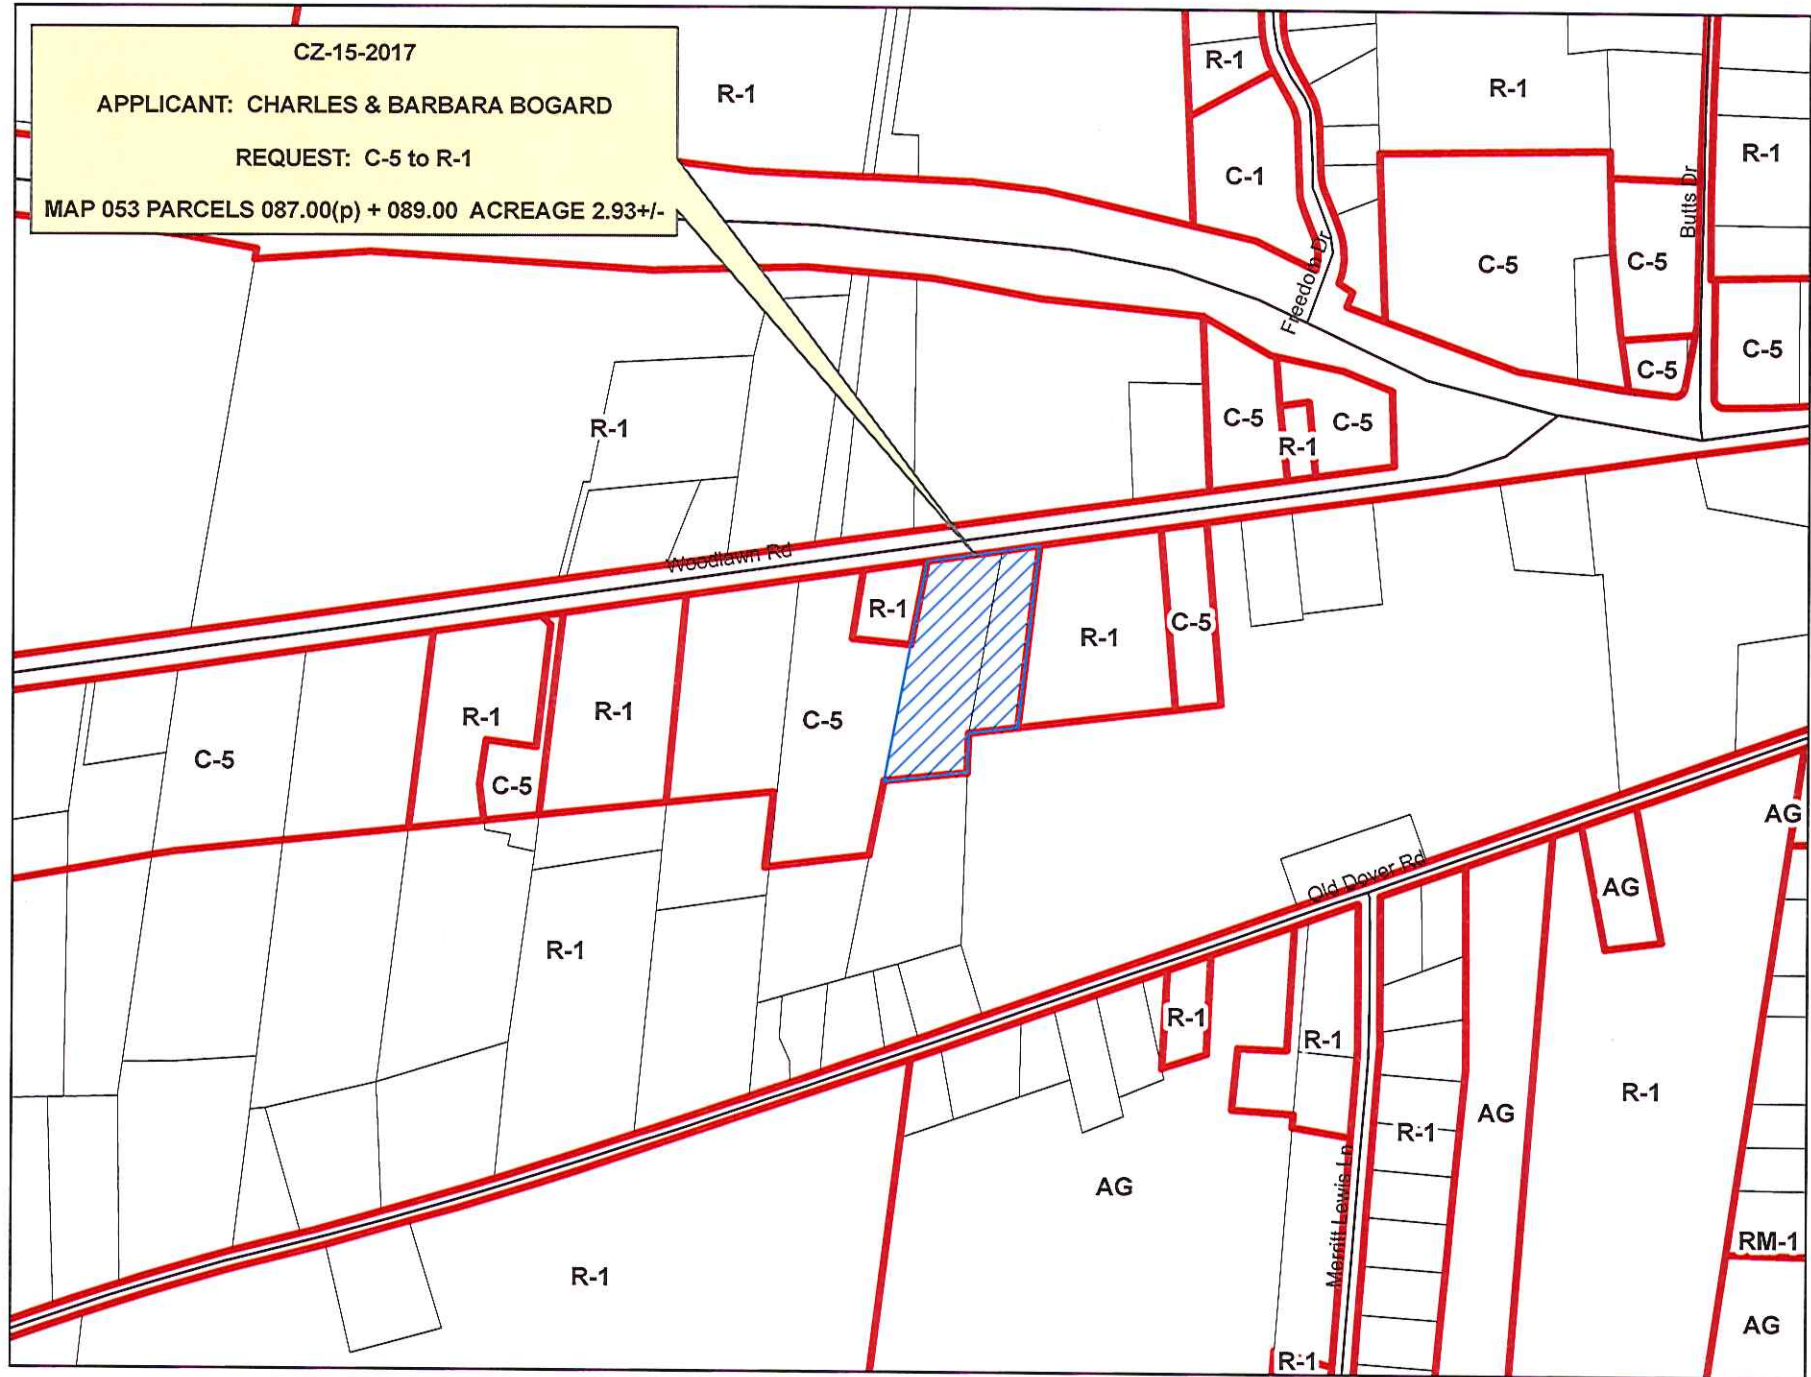 CZ-15-2017
APPLICANT: CHARLES & BARBARA BOGARD
REQUEST: C-5 to R-1
MAP 053 PARCELS 087.00(p) + 089.00 ACREAGE 2.93+/-
R-1
R-1
R-1
C-1
R-1
Butts Dr
C-5
C-5
Freedom Dr
C-5
C-5
C-5
C-5
R-1
R-1
Woodlawn Rd
R-1
C-5
R-1
R-1
R-1
C-5
C-5
C-5
AG
Old Dover Rd
AG
R-1
R-1
R-1
R-1
AG
R-1
Merritt Lewis Ln
AG
R-1
RM-1
AG
R-1